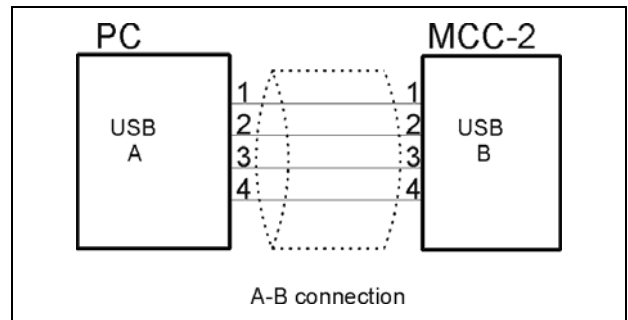 PC MCC-2
1 1
USB 2 2 USB
A 3 3 B
4 4
A-B connection